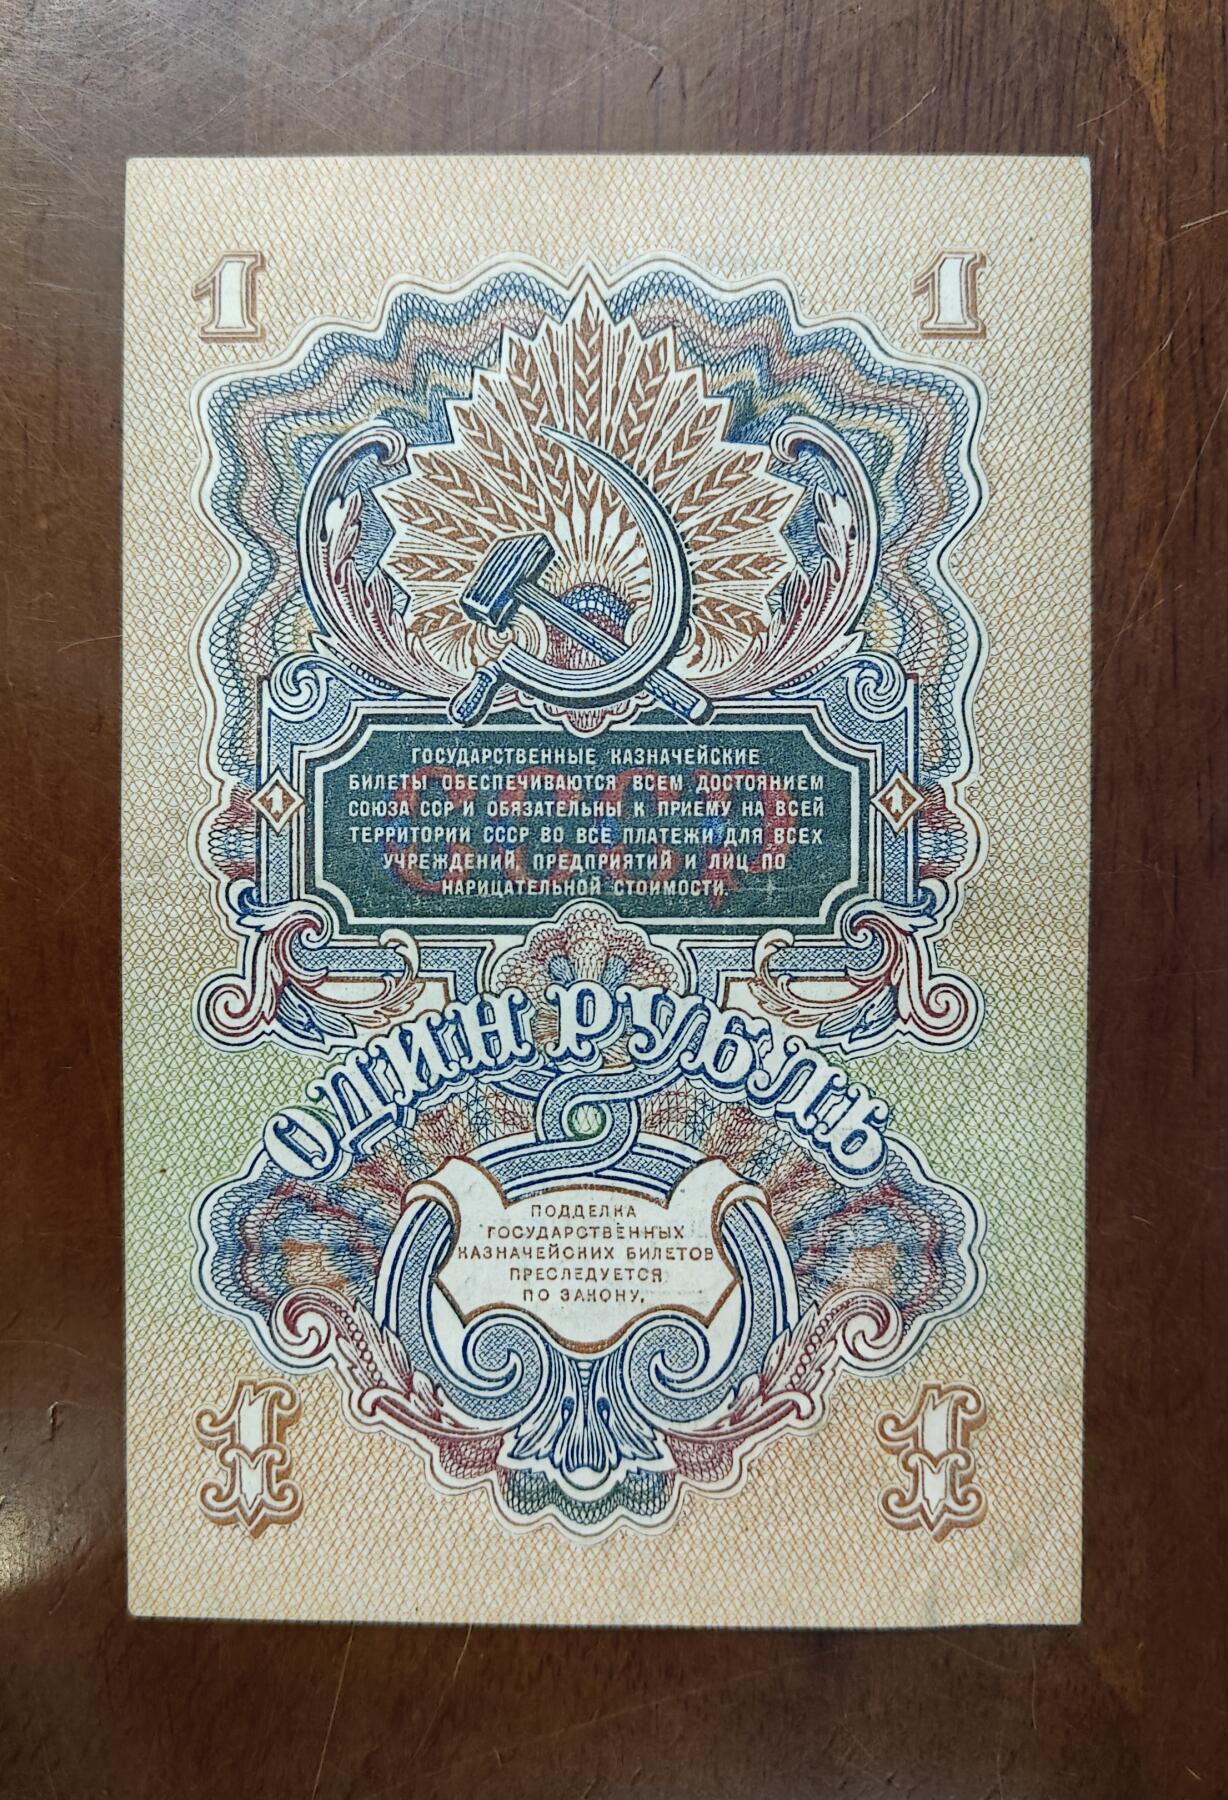 1 1
ГОСУДАРСТВЕННЫЕ КАЗНАЧЕЙСКИЕ
БИЛЕТЫ ОБЕСПЕЧИВАЮТСЯ ВСЕМ ДОСТОЯНИЕМ
СОЮЗА ССР И ОБЯЗАТЕЛЬНЫ К ПРИЕМУ НА ВСЕЙ
ТЕРРИТОРИИ СССР ВО ВСЕ ПЛАТЕЖИ ДЛЯ ВСЕХ
УЧРЕЖДЕНИЙ, ПРЕДПРИЯТИЙ И ЛИЦ ПО
НАРИЦАТЕЛЬНОЙ СТОИМОСТИ.
СССР
1 1
ОДИН РУБЛЬ
ПОДДЕЛКА
ГОСУДАРСТВЕННЫХ
КАЗНАЧЕЙСКИХ БИЛЕТОВ
ПРЕСЛЕДУЕТСЯ
ПО ЗАКОНУ.
1 1